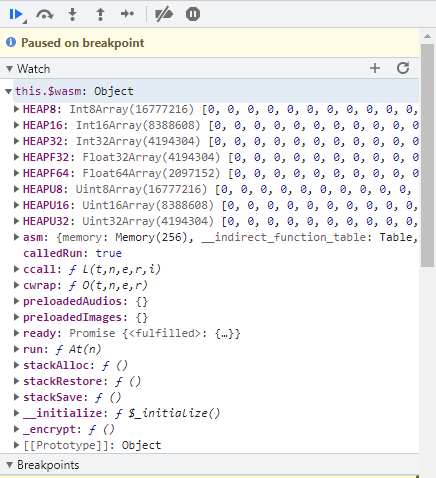 Paused on breakpoint
Watch
this.$wasm: Object
HEAP8: Int8Array(16777216) [0, 0, 0, 0, 0, 0, 0, 0, 0, 0, 0,
HEAP16: Int16Array(8388608) [0, 0, 0, 0, 0, 0, 0, 0, 0, 0,
HEAP32: Int32Array(4194304) [0, 0, 0, 0, 0, 0, 0, 0, 0, 0,
HEAPF32: Float32Array(4194304) [0, 0, 0, 0, 0, 0, 0, 0, 0,
HEAPF64: Float64Array(2097152) [0, 0, 0, 0, 0, 0, 0, 0, 0,
HEAPU8: Uint8Array(16777216) [0, 0, 0, 0, 0, 0, 0, 0, 0,
HEAPU16: Uint16Array(8388608) [0, 0, 0, 0, 0, 0, 0, 0, 0,
HEAPU32: Uint32Array(4194304) [0, 0, 0, 0, 0, 0, 0, 0, 0,
asm: {memory: Memory(256), __indirect_function_table: Table,
calledRun: true
ccall: ƒ L(t,n,e,r,i)
cwrap: ƒ O(t,n,e,r)
preloadedAudios: {}
preloadedImages: {}
ready: Promise {<fulfilled>: {…}}
run: ƒ At(n)
stackAlloc: ƒ ()
stackRestore: ƒ ()
stackSave: ƒ ()
__initialize: ƒ $_initialize()
_encrypt: ƒ ()
[[Prototype]]: Object
Breakpoints